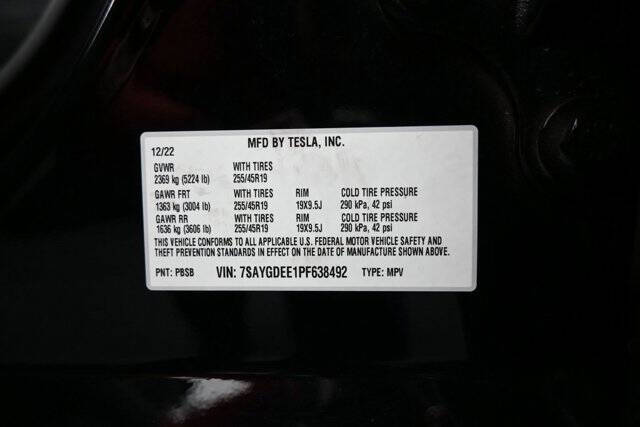 MFD BY TESLA, INC.
12/22
GVWR WITH TIRES
2369 kg (5224 lb) 255/45R19
GAWR FRT WITH TIRES RIM COLD TIRE PRESSURE
1363 kg (3004 lb) 255/45R19 19X9.5J 290 kPa, 42 psi
GAWR RR WITH TIRES RIM COLD TIRE PRESSURE
1636 kg (3606 lb) 255/45R19 19X9.5J 290 kPa, 42 psi
THIS VEHICLE CONFORMS TO ALL APPLICABLE U.S. FEDERAL MOTOR VEHICLE SAFETY AND
THEFT PREVENTION STANDARDS IN EFFECT ON THE DATE OF MANUFACTURE SHOWN ABOVE.
PNT: PBSB VIN: 7SAYGDEE1PF638492 TYPE: MPV